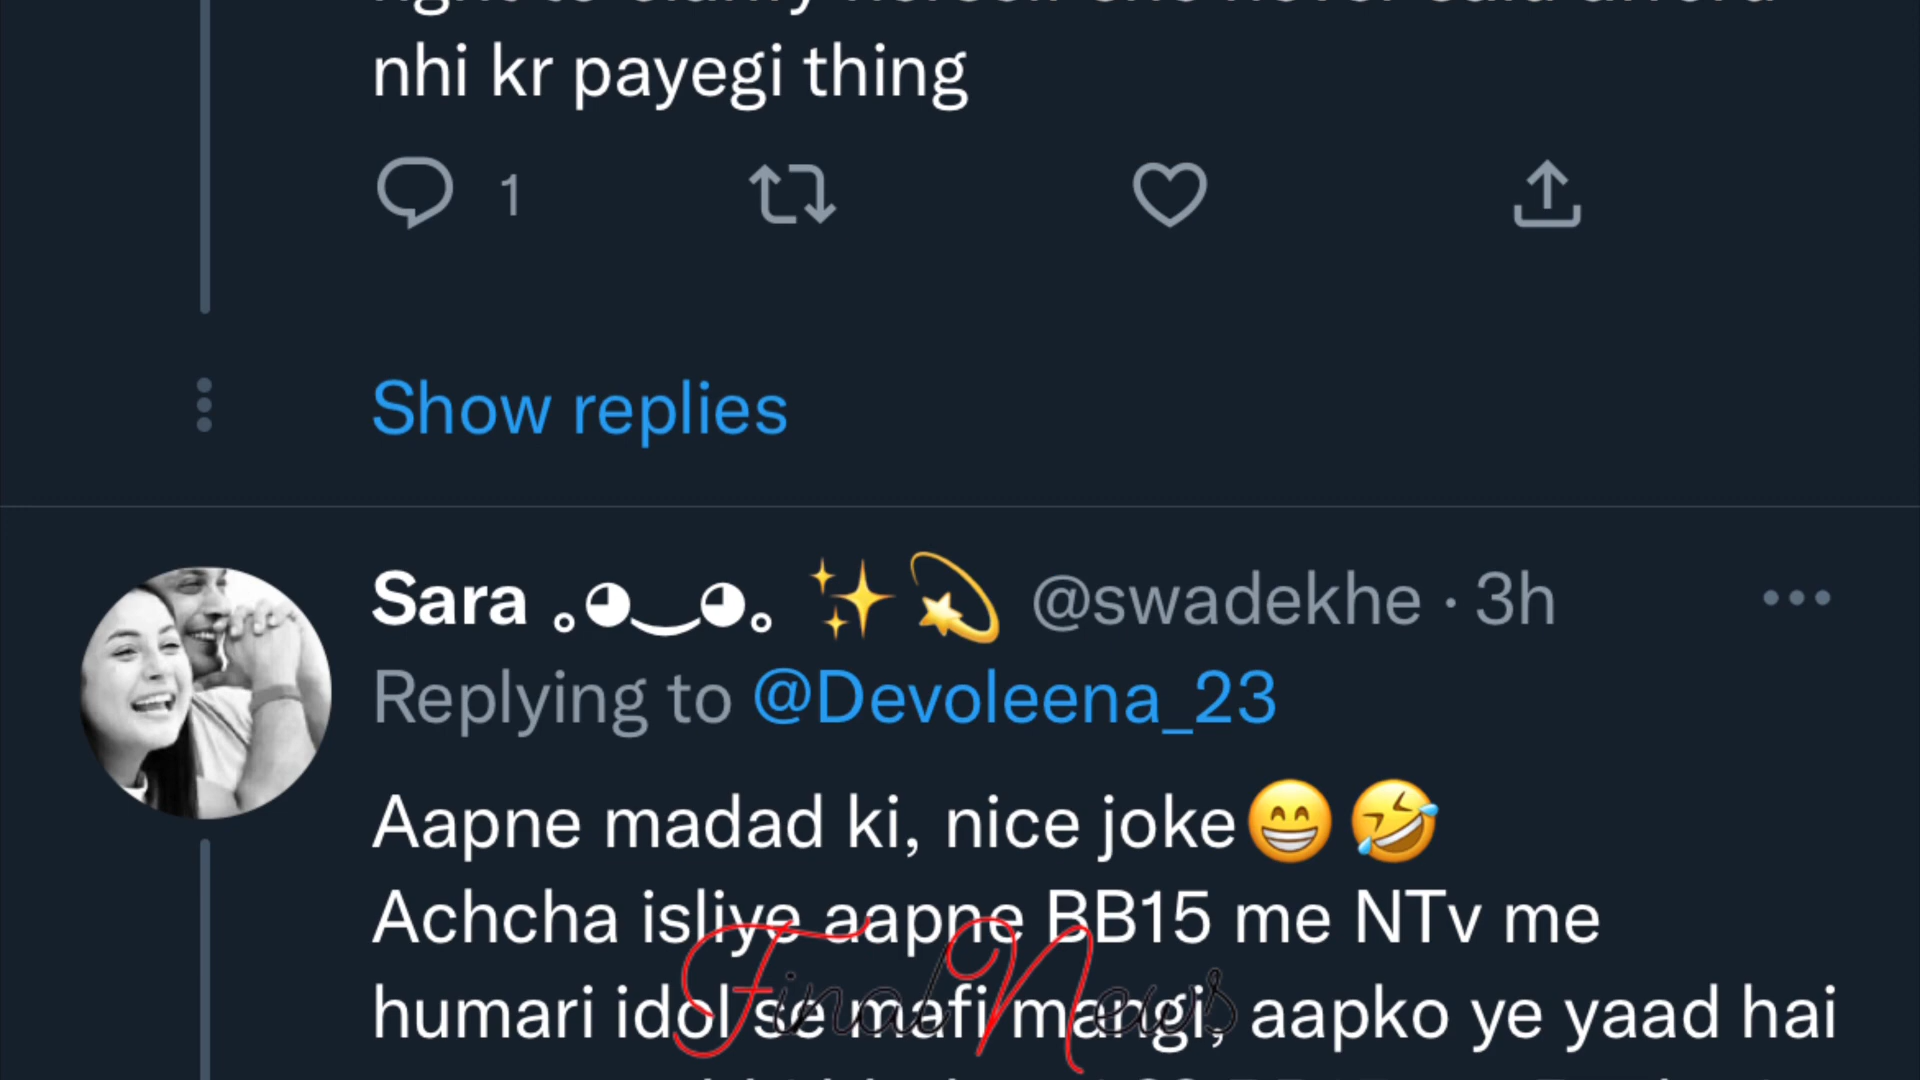 nhi kr payegi thing
1
Show replies
Sara 。◕‿◕。 ✨💫 @swadekhe · 3h
Replying to @Devoleena_23
Aapne madad ki, nice joke😁🤣
Achcha isliye aapne BB15 me NTv me
humari idol se mafi mangi, aapko ye yaad hai
Final News